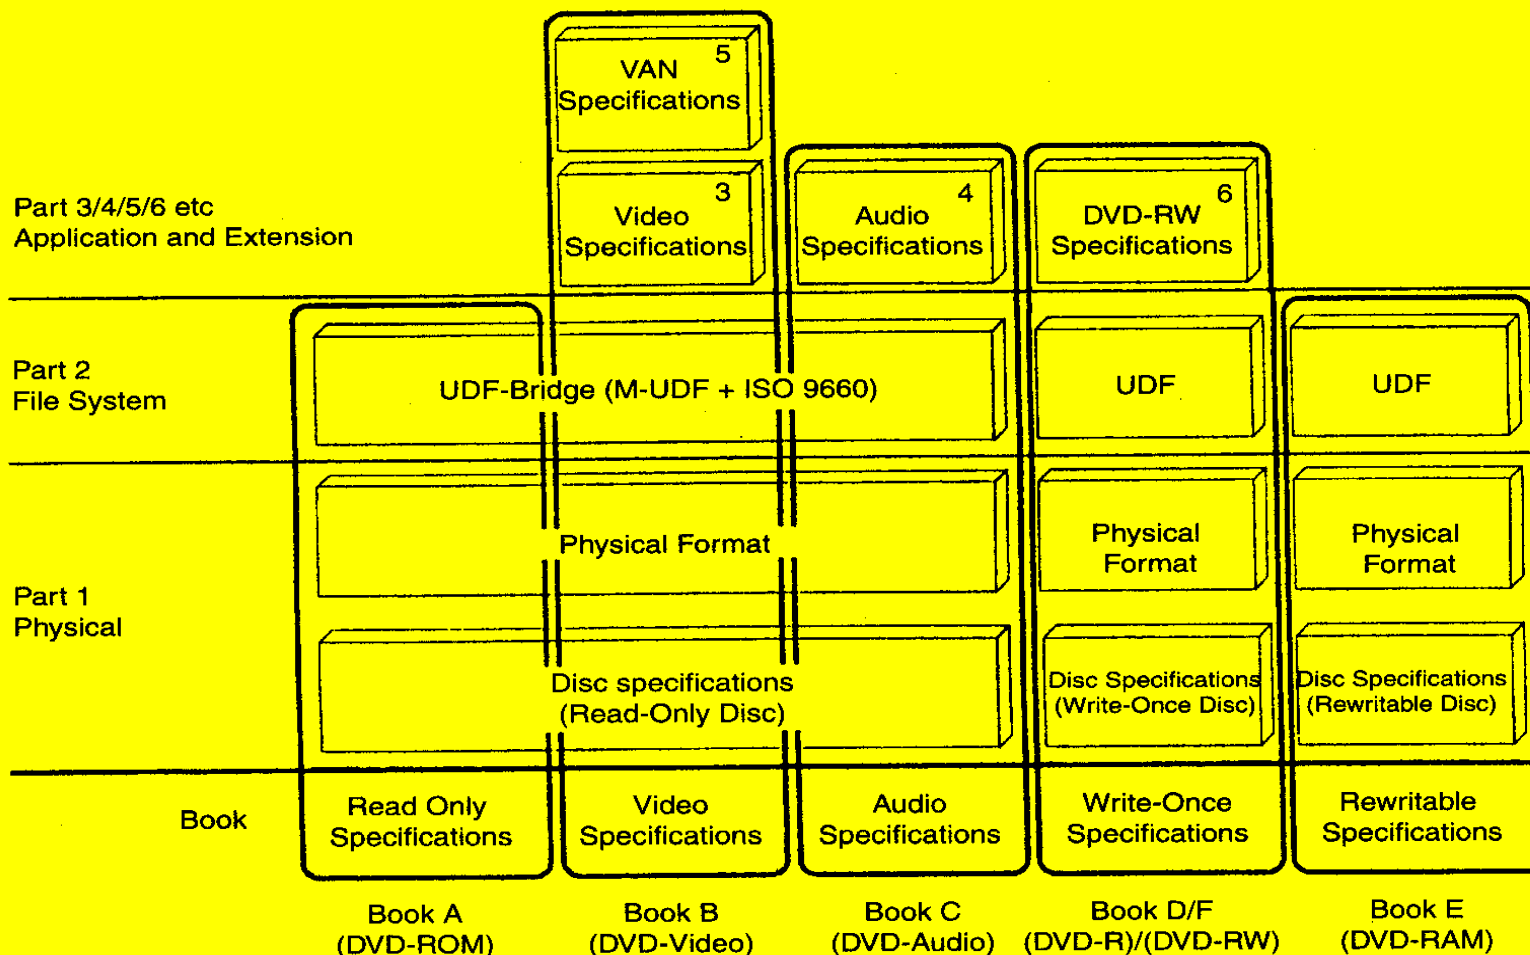 5
VAN
Specifications
Part 3/4/5/6 etc
Application and Extension
3
Video
Specifications
4
Audio
Specifications
6
DVD-RW
Specifications
Part 2
File System
UDF-Bridge (M-UDF + ISO 9660)
UDF
UDF
Part 1
Physical
Physical Format
Physical
Format
Physical
Format
Disc specifications
(Read-Only Disc)
Disc Specifications
(Write-Once Disc)
Disc Specifications
(Rewritable Disc)
Book
Read Only
Specifications
Video
Specifications
Audio
Specifications
Write-Once
Specifications
Rewritable
Specifications
Book A
(DVD-ROM)
Book B
(DVD-Video)
Book C
(DVD-Audio)
Book D/F
(DVD-R)/(DVD-RW)
Book E
(DVD-RAM)